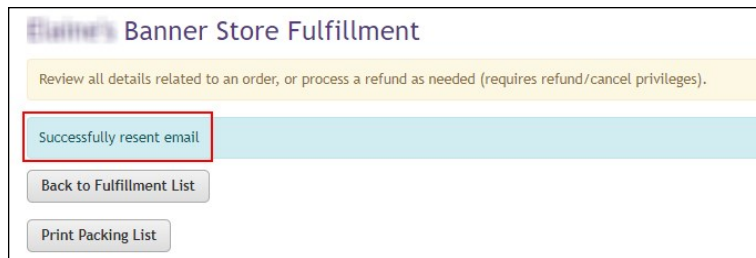 Banner Store Fulfillment
Review all details related to an order, or process a refund as needed (requires refund/cancel privileges).
Successfully resent email
Back to Fulfillment List
Print Packing List